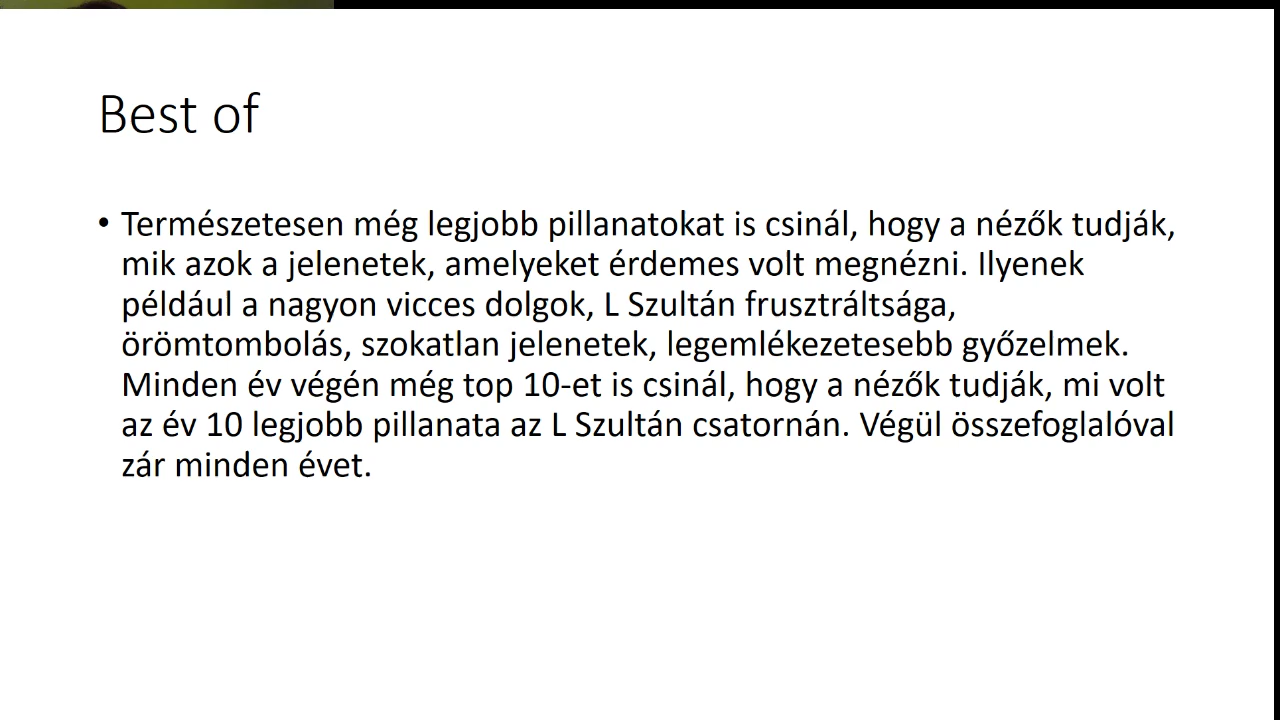 Best of
• Természetesen még legjobb pillanatokat is csinál, hogy a nézők tudják,
mik azok a jelenetek, amelyeket érdemes volt megnézni. Ilyenek
például a nagyon vicces dolgok, L Szultán frusztráltsága,
örömtombolás, szokatlan jelenetek, legemlékezetesebb győzelmek.
Minden év végén még top 10-et is csinál, hogy a nézők tudják, mi volt
az év 10 legjobb pillanata az L Szultán csatornán. Végül összefoglalóval
zár minden évet.